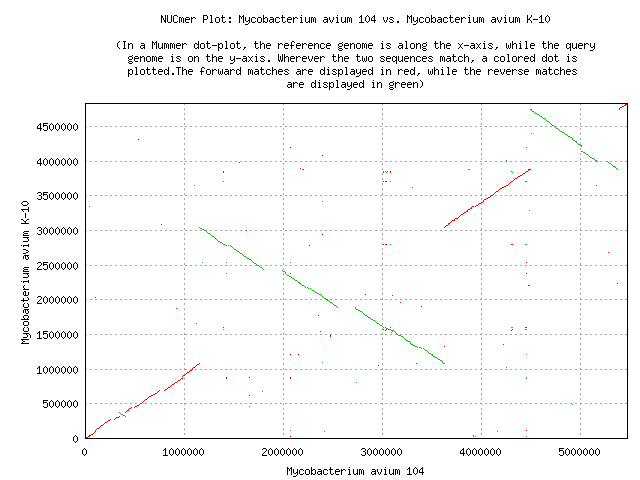 NUCmer Plot: Mycobacterium avium 104 vs. Mycobacterium avium K-10
(In a Mummer dot-plot, the reference genome is along the x-axis, while the query
genome is on the y-axis. Wherever the two sequences match, a colored dot is
plotted.The forward matches are displayed in red, while the reverse matches
are displayed in green)
4500000
4000000
3500000
3000000
2500000
2000000
1500000
1000000
500000
0
Mycobacterium avium K-10
0 1000000 2000000 3000000 4000000 5000000
Mycobacterium avium 104